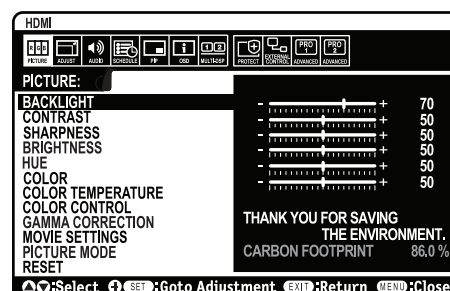 HDMI
RGB
PICTURE ADJUST AUDIO SCHEDULE PIP OSD MULTI-DSP PROTECT EXTERNAL CONTROL PRO 1 ADVANCED PRO 2 ADVANCED
PICTURE:
BACKLIGHT - + 70
CONTRAST - + 50
SHARPNESS - + 50
BRIGHTNESS - + 50
HUE - + 50
COLOR - + 50
COLOR TEMPERATURE
COLOR CONTROL
GAMMA CORRECTION
MOVIE SETTINGS
PICTURE MODE
RESET
THANK YOU FOR SAVING
THE ENVIRONMENT.
CARBON FOOTPRINT 86.0 %
:Select SET :Goto Adjustment EXIT :Return MENU :Close